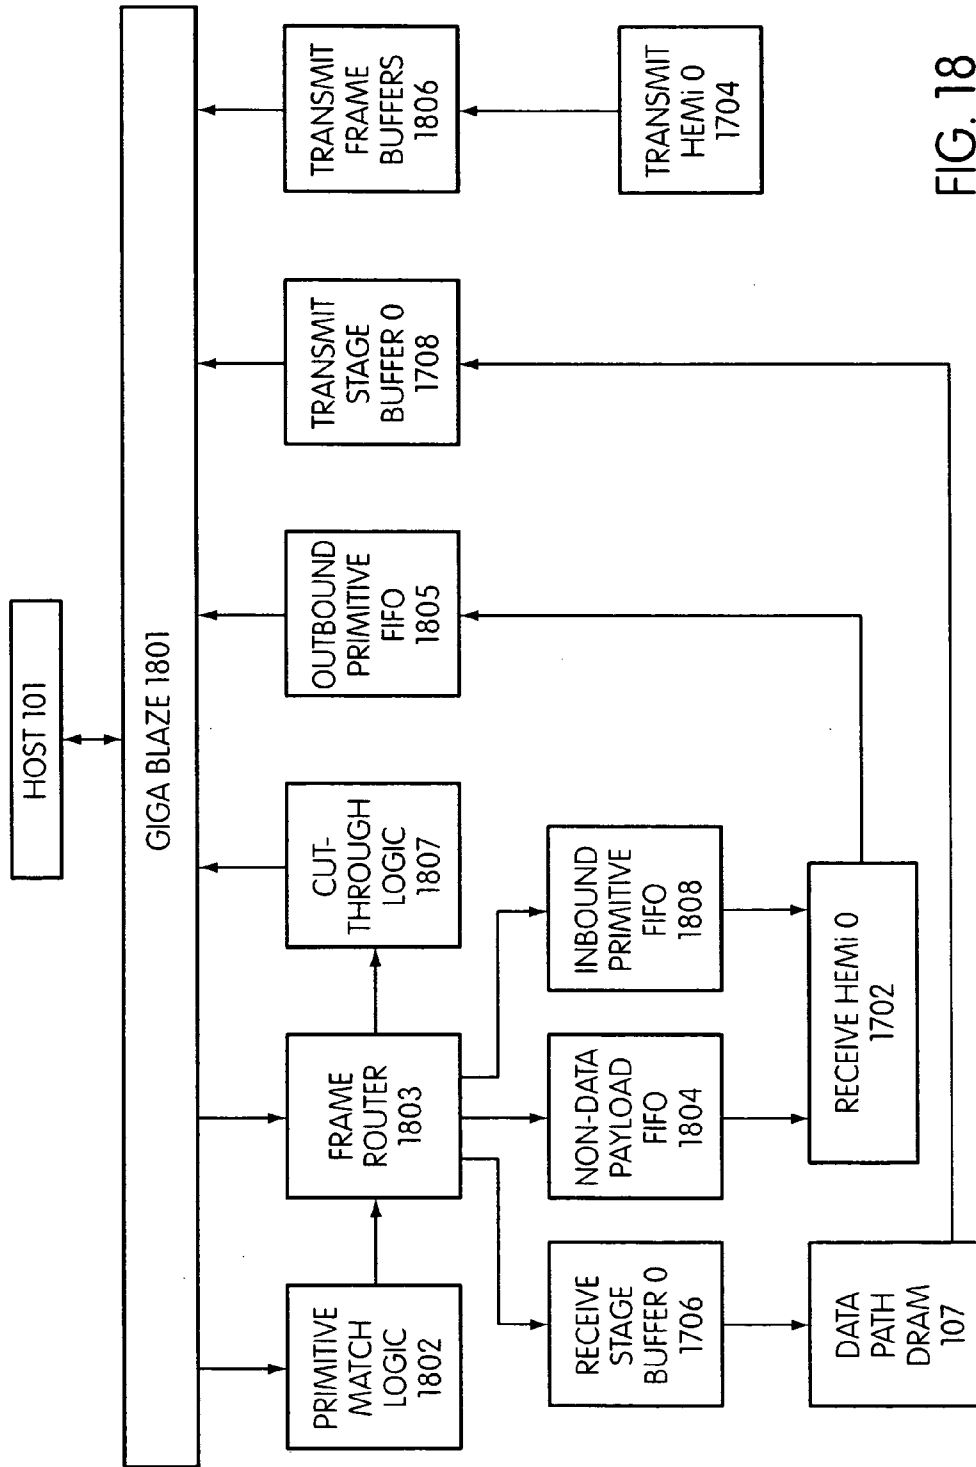 HOST 101
GIGA BLAZE 1801
PRIMITIVE
MATCH
LOGIC
1802
FRAME
ROUTER
1803
CUT-
THROUGH
LOGIC
1807
OUTBOUND
PRIMITIVE
FIFO
1805
TRANSMIT
STAGE
BUFFER 0
1708
TRANSMIT
FRAME
BUFFERS
1806
RECEIVE
STAGE
BUFFER 0
1706
NON-DATA
PAYLOAD
FIFO
1804
INBOUND
PRIMITIVE
FIFO
1808
TRANSMIT
HEMi 0
1704
DATA
PATH
DRAM
107
RECEIVE HEMi 0
1702
FIG. 18